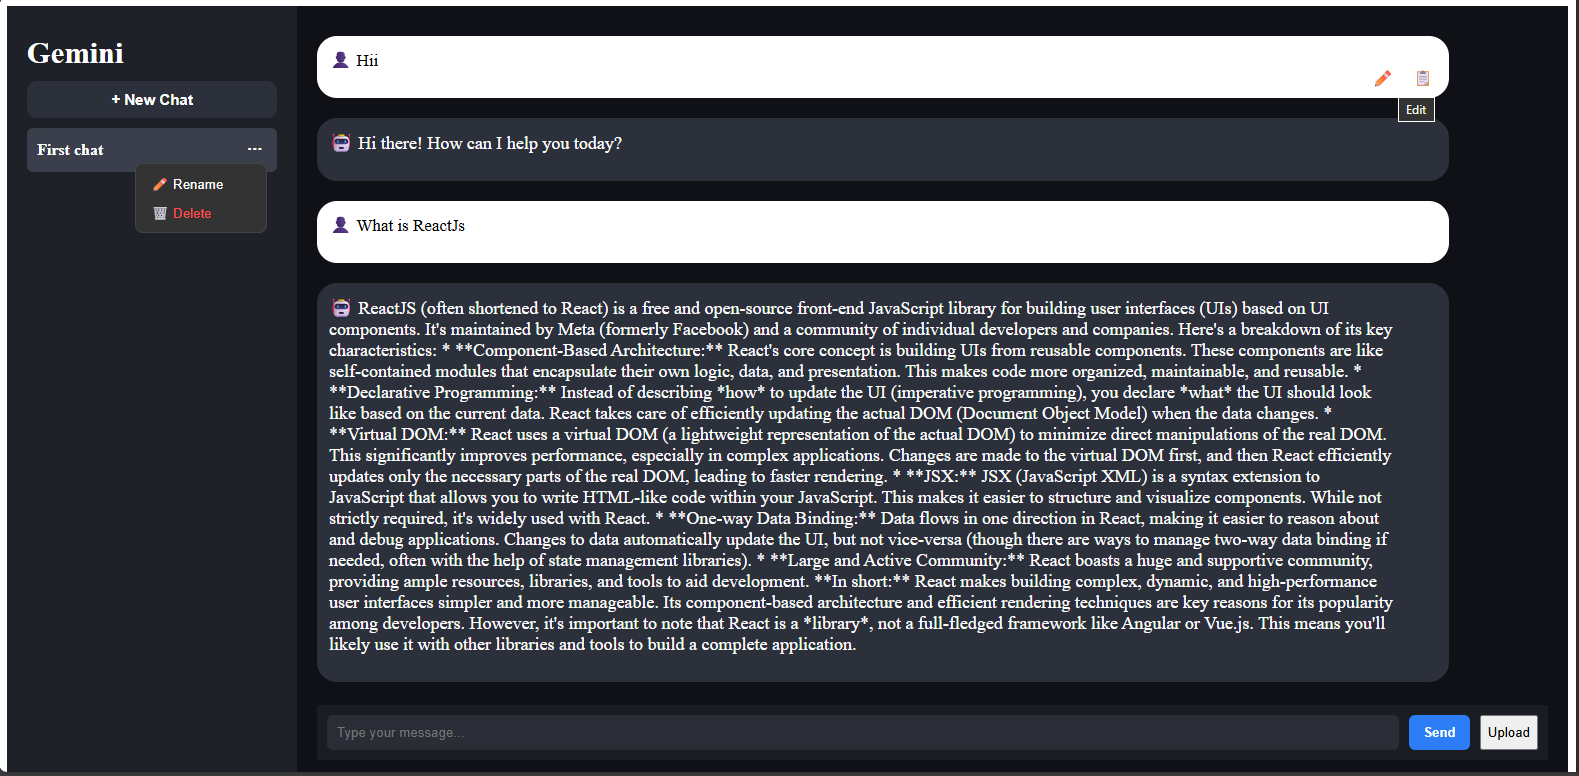 Gemini
+ New Chat
First chat
...
Rename
Delete
Hii
Edit
Hi there! How can I help you today?
What is ReactJs
ReactJS (often shortened to React) is a free and open-source front-end JavaScript library for building user interfaces (UIs) based on UI
components. It's maintained by Meta (formerly Facebook) and a community of individual developers and companies. Here's a breakdown of its key
characteristics: * **Component-Based Architecture:** React's core concept is building UIs from reusable components. These components are like
self-contained modules that encapsulate their own logic, data, and presentation. This makes code more organized, maintainable, and reusable. *
**Declarative Programming:** Instead of describing *how* to update the UI (imperative programming), you declare *what* the UI should look
like based on the current data. React takes care of efficiently updating the actual DOM (Document Object Model) when the data changes. *
**Virtual DOM:** React uses a virtual DOM (a lightweight representation of the actual DOM) to minimize direct manipulations of the real DOM.
This significantly improves performance, especially in complex applications. Changes are made to the virtual DOM first, and then React efficiently
updates only the necessary parts of the real DOM, leading to faster rendering. * **JSX:** JSX (JavaScript XML) is a syntax extension to
JavaScript that allows you to write HTML-like code within your JavaScript. This makes it easier to structure and visualize components. While not
strictly required, it's widely used with React. * **One-way Data Binding:** Data flows in one direction in React, making it easier to reason about
and debug applications. Changes to data automatically update the UI, but not vice-versa (though there are ways to manage two-way data binding if
needed, often with the help of state management libraries). * **Large and Active Community:** React boasts a huge and supportive community,
providing ample resources, libraries, and tools to aid development. **In short:** React makes building complex, dynamic, and high-performance
user interfaces simpler and more manageable. Its component-based architecture and efficient rendering techniques are key reasons for its popularity
among developers. However, it's important to note that React is a *library*, not a full-fledged framework like Angular or Vue.js. This means you'll
likely use it with other libraries and tools to build a complete application.
Type your message...
Send
Upload